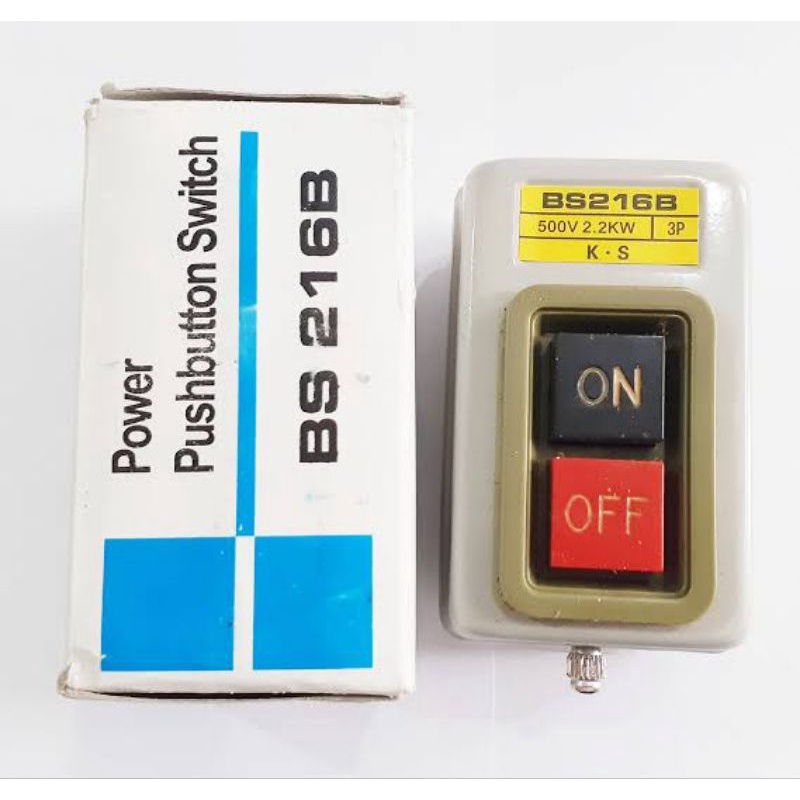 Power
Pushbutton Switch
BS 216B
BS216B
500V 2.2KW 3P
K·S
ON
OFF